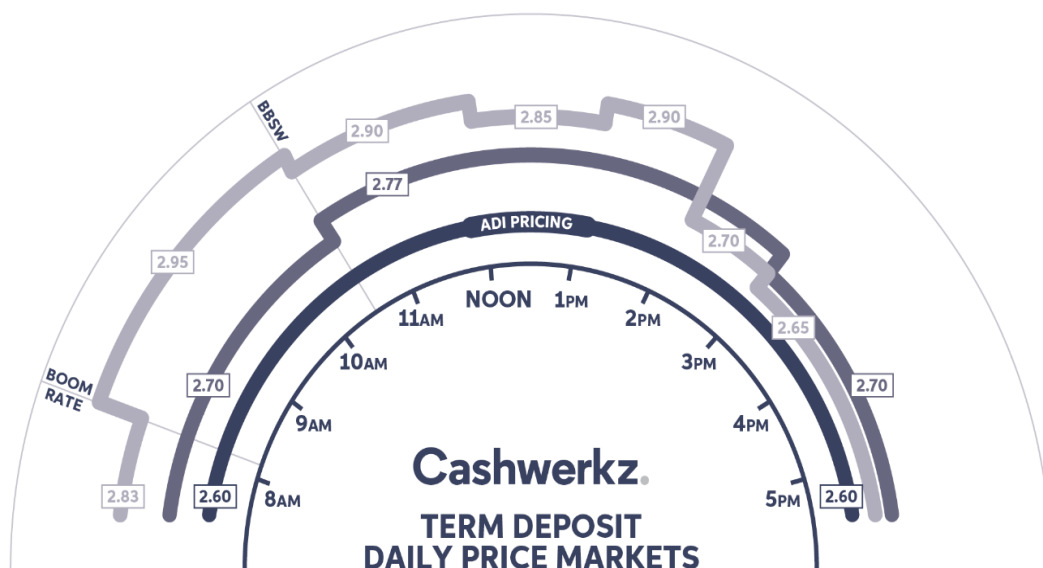 BBSW
2.90
2.85
2.90
2.77
ADI PRICING
2.70
2.95
NOON
1PM
11AM
2PM
10AM
3PM
2.65
BOOM
RATE
2.70
2.70
9AM
4PM
2.83
2.60
8AM
5PM
2.60
Cashwerkz.
TERM DEPOSIT
DAILY PRICE MARKETS